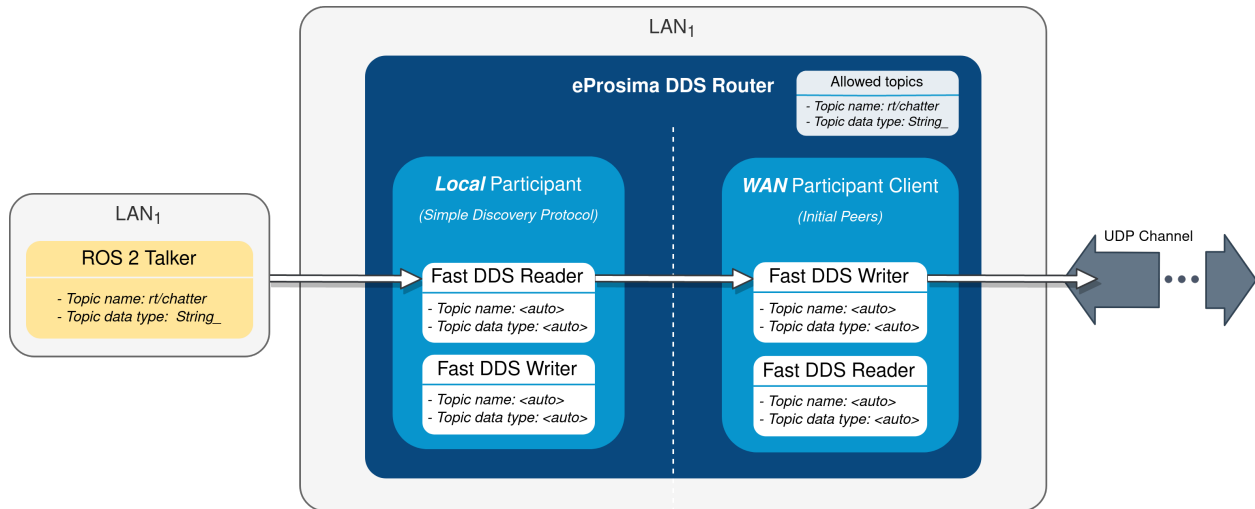 LAN1
ROS 2 Talker
- Topic name: rt/chatter
- Topic data type: String_
LAN1
eProsima DDS Router
Allowed topics
- Topic name: rt/chatter
- Topic data type: String_
Local Participant
(Simple Discovery Protocol)
Fast DDS Reader
- Topic name: <auto>
- Topic data type: <auto>
Fast DDS Writer
- Topic name: <auto>
- Topic data type: <auto>
WAN Participant Client
(Initial Peers)
Fast DDS Writer
- Topic name: <auto>
- Topic data type: <auto>
Fast DDS Reader
- Topic name: <auto>
- Topic data type: <auto>
UDP Channel